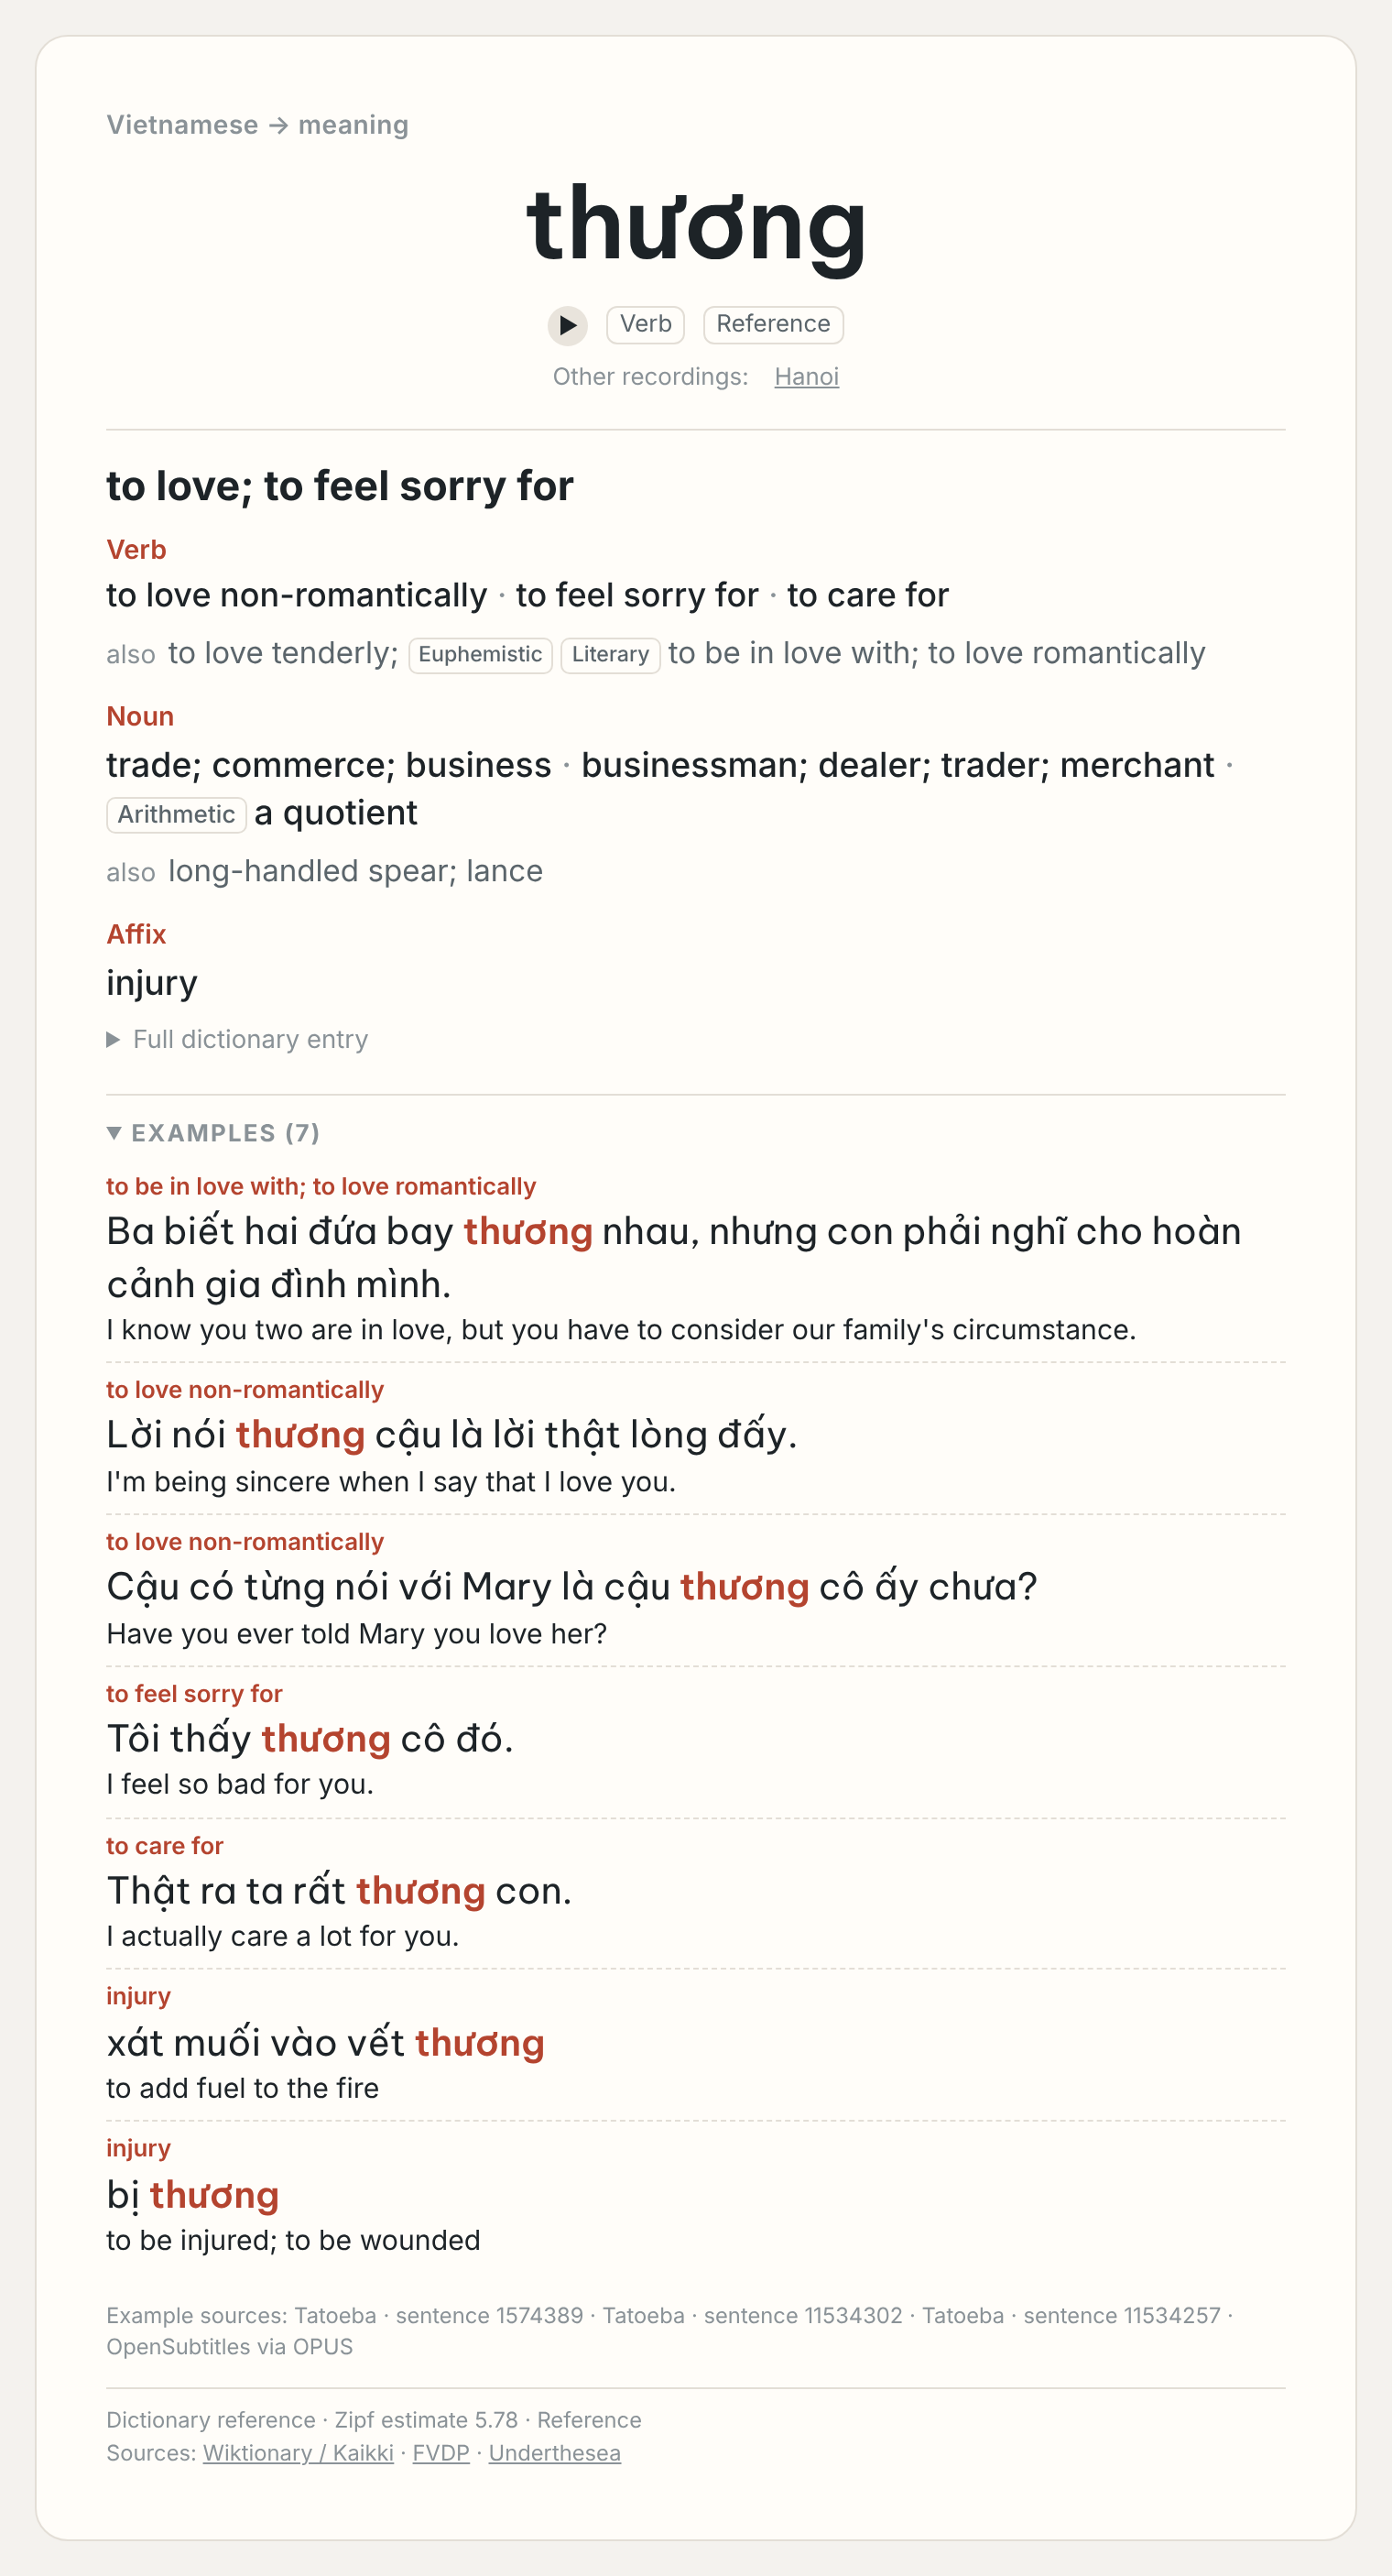 Vietnamese → meaning
thương
Verb Reference
Other recordings: Hanoi
to love; to feel sorry for
Verb
to love non-romantically · to feel sorry for · to care for
also to love tenderly; Euphemistic Literary to be in love with; to love romantically
Noun
trade; commerce; business · businessman; dealer; trader; merchant ·
Arithmetic a quotient
also long-handled spear; lance
Affix
injury
Full dictionary entry
EXAMPLES (7)
to be in love with; to love romantically
Ba biết hai đứa bay thương nhau, nhưng con phải nghĩ cho hoàn
cảnh gia đình mình.
I know you two are in love, but you have to consider our family's circumstance.
to love non-romantically
Lời nói thương cậu là lời thật lòng đấy.
I'm being sincere when I say that I love you.
to love non-romantically
Cậu có từng nói với Mary là cậu thương cô ấy chưa?
Have you ever told Mary you love her?
to feel sorry for
Tôi thấy thương cô đó.
I feel so bad for you.
to care for
Thật ra ta rất thương con.
I actually care a lot for you.
injury
xát muối vào vết thương
to add fuel to the fire
injury
bị thương
to be injured; to be wounded
Example sources: Tatoeba · sentence 1574389 · Tatoeba · sentence 11534302 · Tatoeba · sentence 11534257 ·
OpenSubtitles via OPUS
Dictionary reference · Zipf estimate 5.78 · Reference
Sources: Wiktionary / Kaikki · FVDP · Underthesea